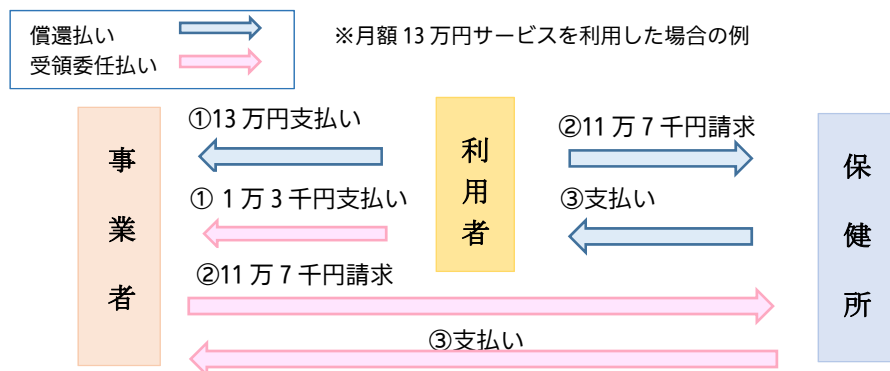 償還払い
受領委任払い
※月額13万円サービスを利用した場合の例
事業者
利用者
保健所
①13万円支払い
②11万7千円請求
①1万3千円支払い
③支払い
②11万7千円請求
③支払い